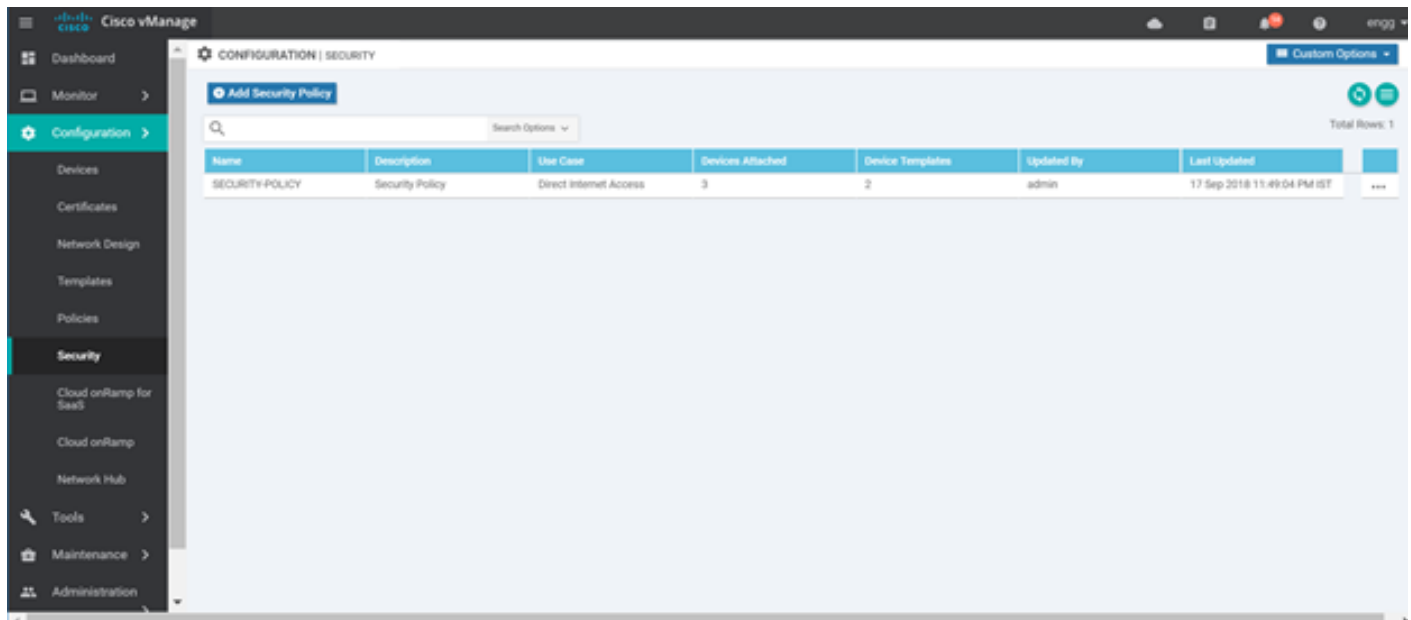 CISCO Cisco vManage engg
Dashboard
Monitor
Configuration
Devices
Certificates
Network Design
Templates
Policies
Security
Cloud onRamp for
SaaS
Cloud onRamp
Network Hub
Tools
Maintenance
Administration
CONFIGURATION | SECURITY
Custom Options
Add Security Policy
Search Options
Total Rows: 1
Name Description Use Case Devices Attached Device Templates Updated By Last Updated
SECURITY-POLICY Security Policy Direct Internet Access 3 2 admin 17 Sep 2018 11:49:04 PM IST